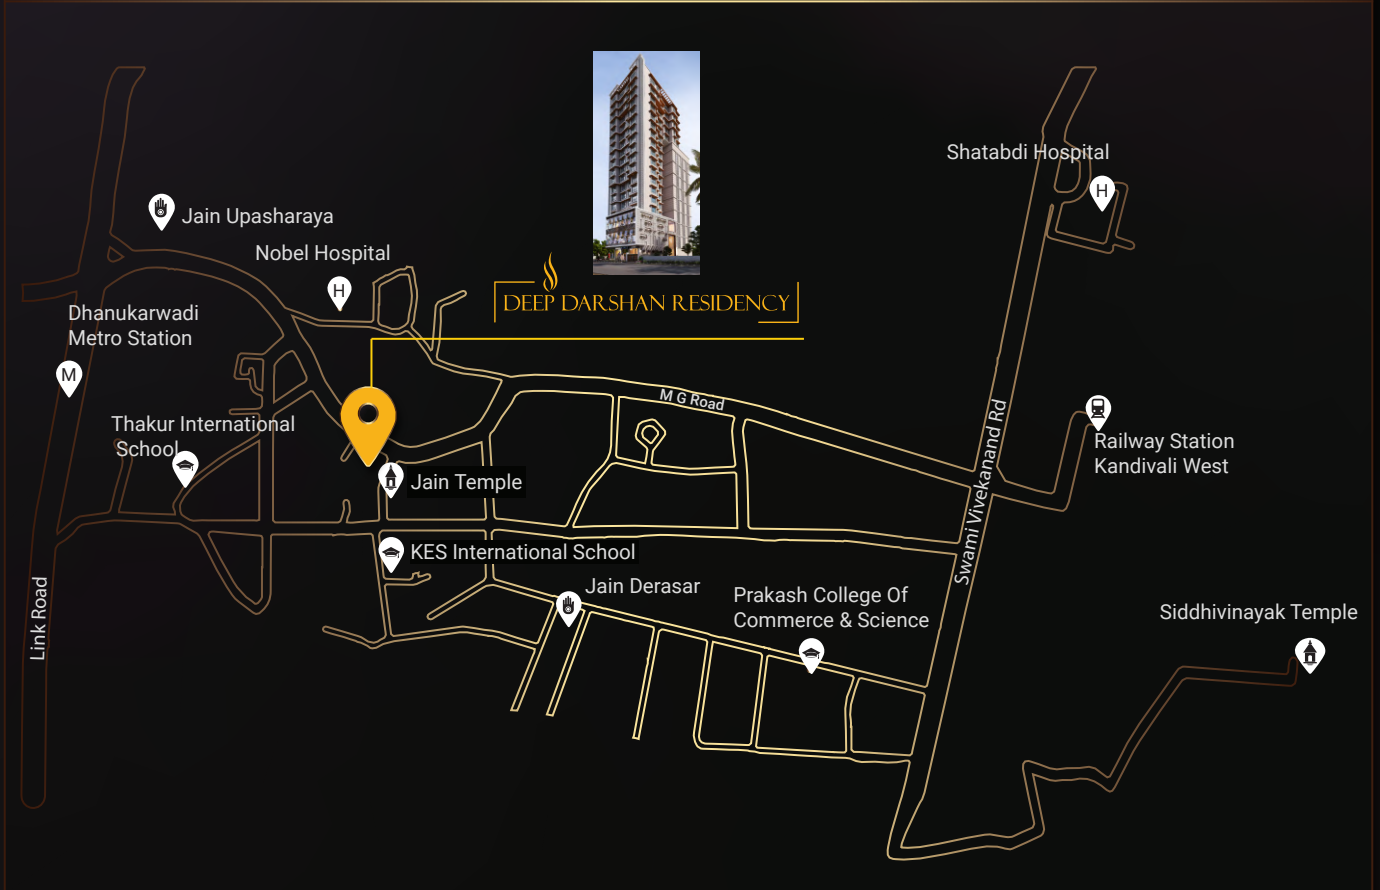 Shatabdi Hospital
H
Jain Upasharaya
Nobel Hospital
H
DEEP DARSHAN RESIDENCY
Dhanukarwadi
Metro Station
M
M G Road
Thakur International
School
Swami Vivekanand Rd
Railway Station
Kandivali West
Jain Temple
KES International School
Jain Derasar
Prakash College Of
Commerce & Science
Link Road
Siddhivinayak Temple